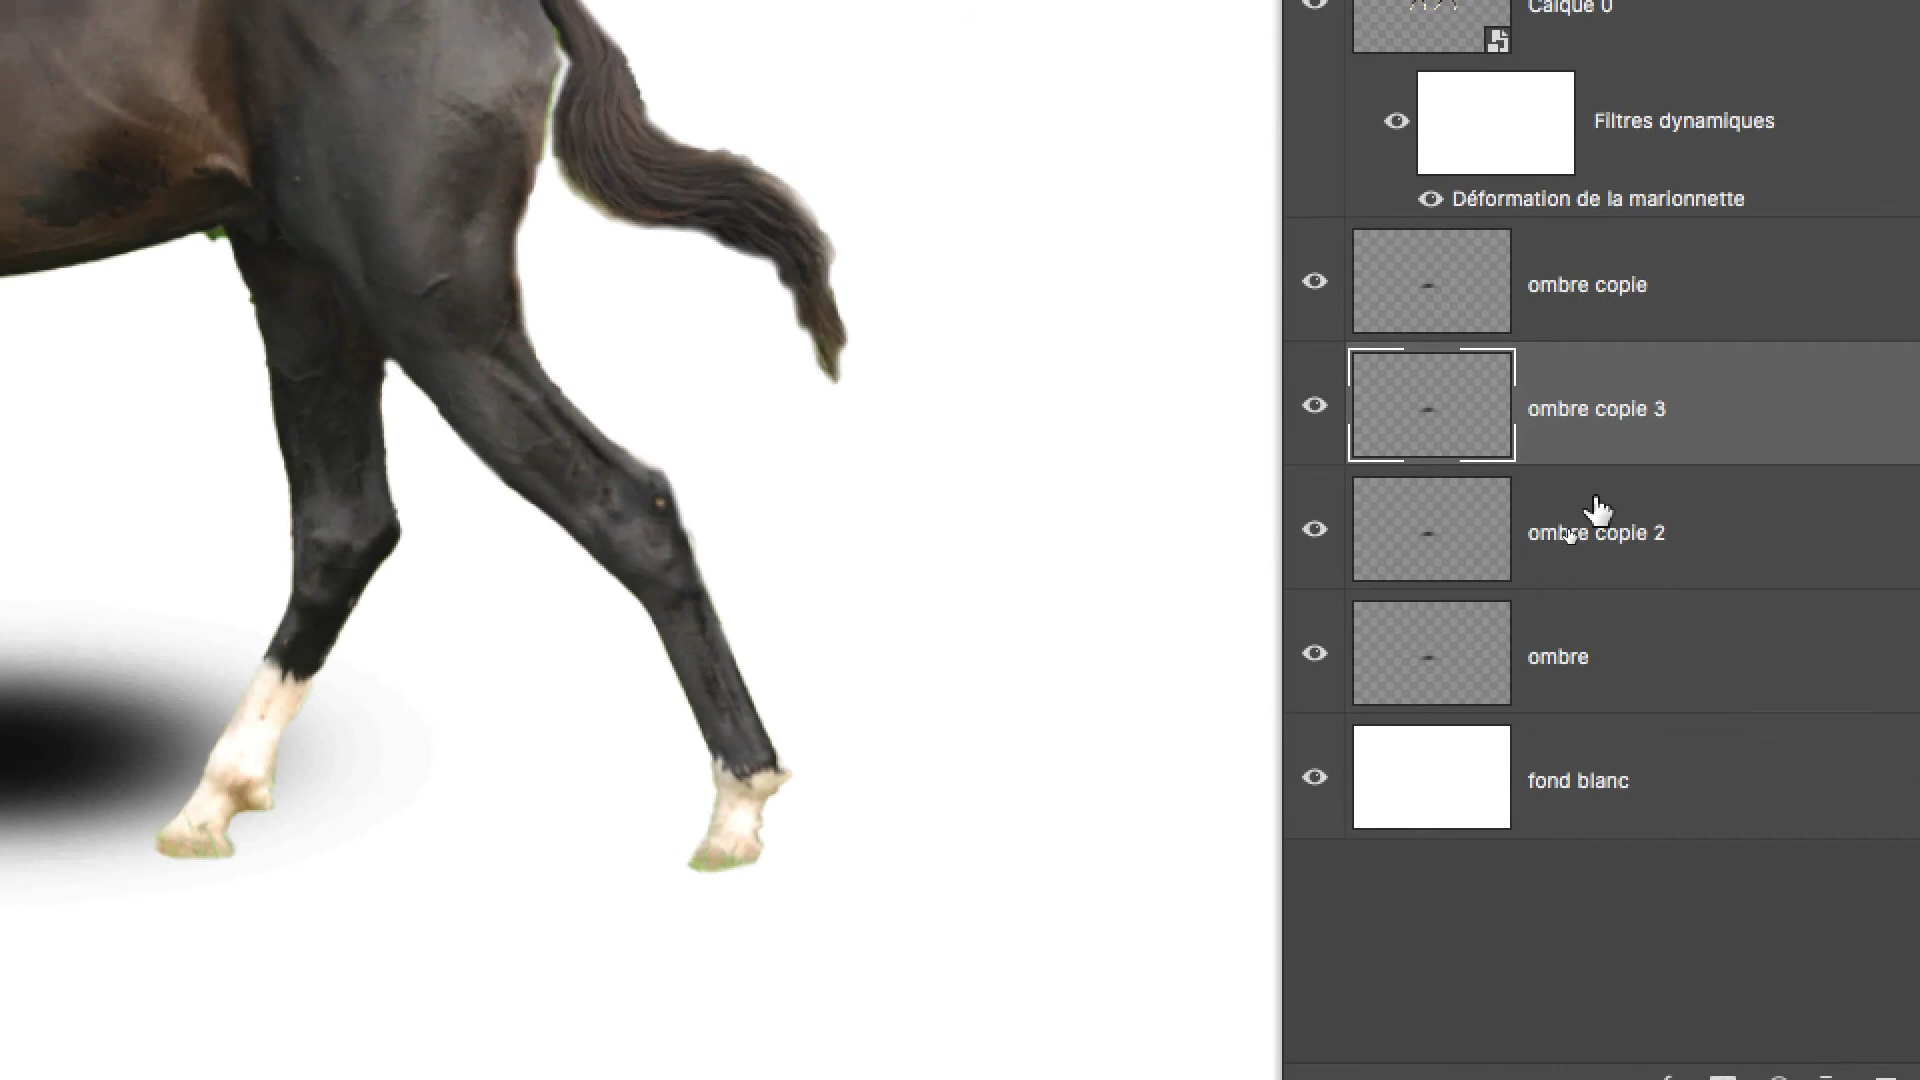 Calque 0
Filtres dynamiques
Déformation de la marionnette
ombre copie
ombre copie 3
ombre copie 2
ombre
fond blanc